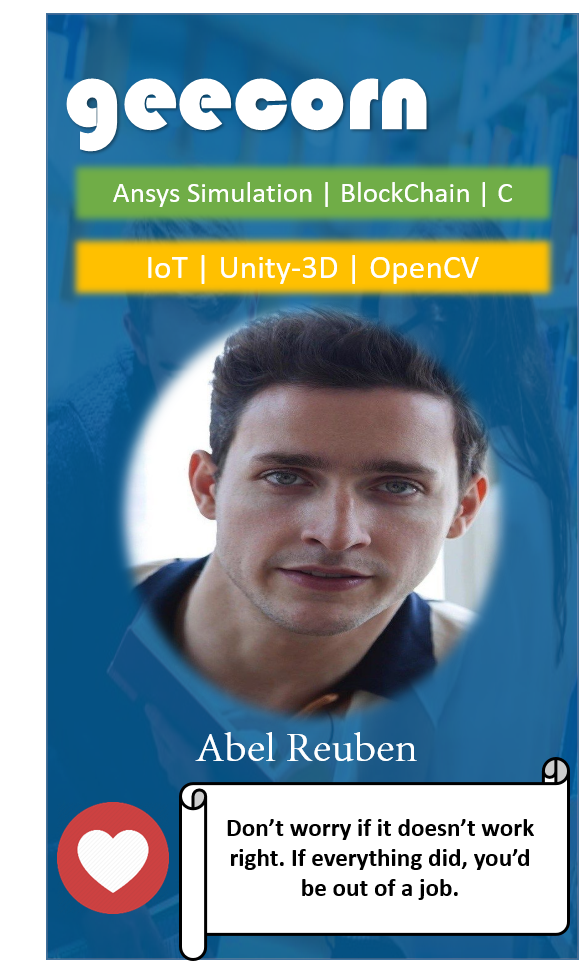 geecorn
Ansys Simulation | BlockChain | C
IoT | Unity-3D | OpenCV
Abel Reuben
Don’t worry if it doesn’t work
right. If everything did, you’d
be out of a job.